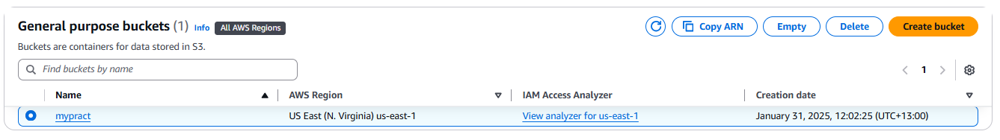 General purpose buckets (1) Info All AWS Regions Copy ARN Empty Delete Create bucket
Buckets are containers for data stored in S3.
Find buckets by name 1
Name AWS Region IAM Access Analyzer Creation date
mypract US East (N. Virginia) us-east-1 View analyzer for us-east-1 January 31, 2025, 12:02:25 (UTC+13:00)